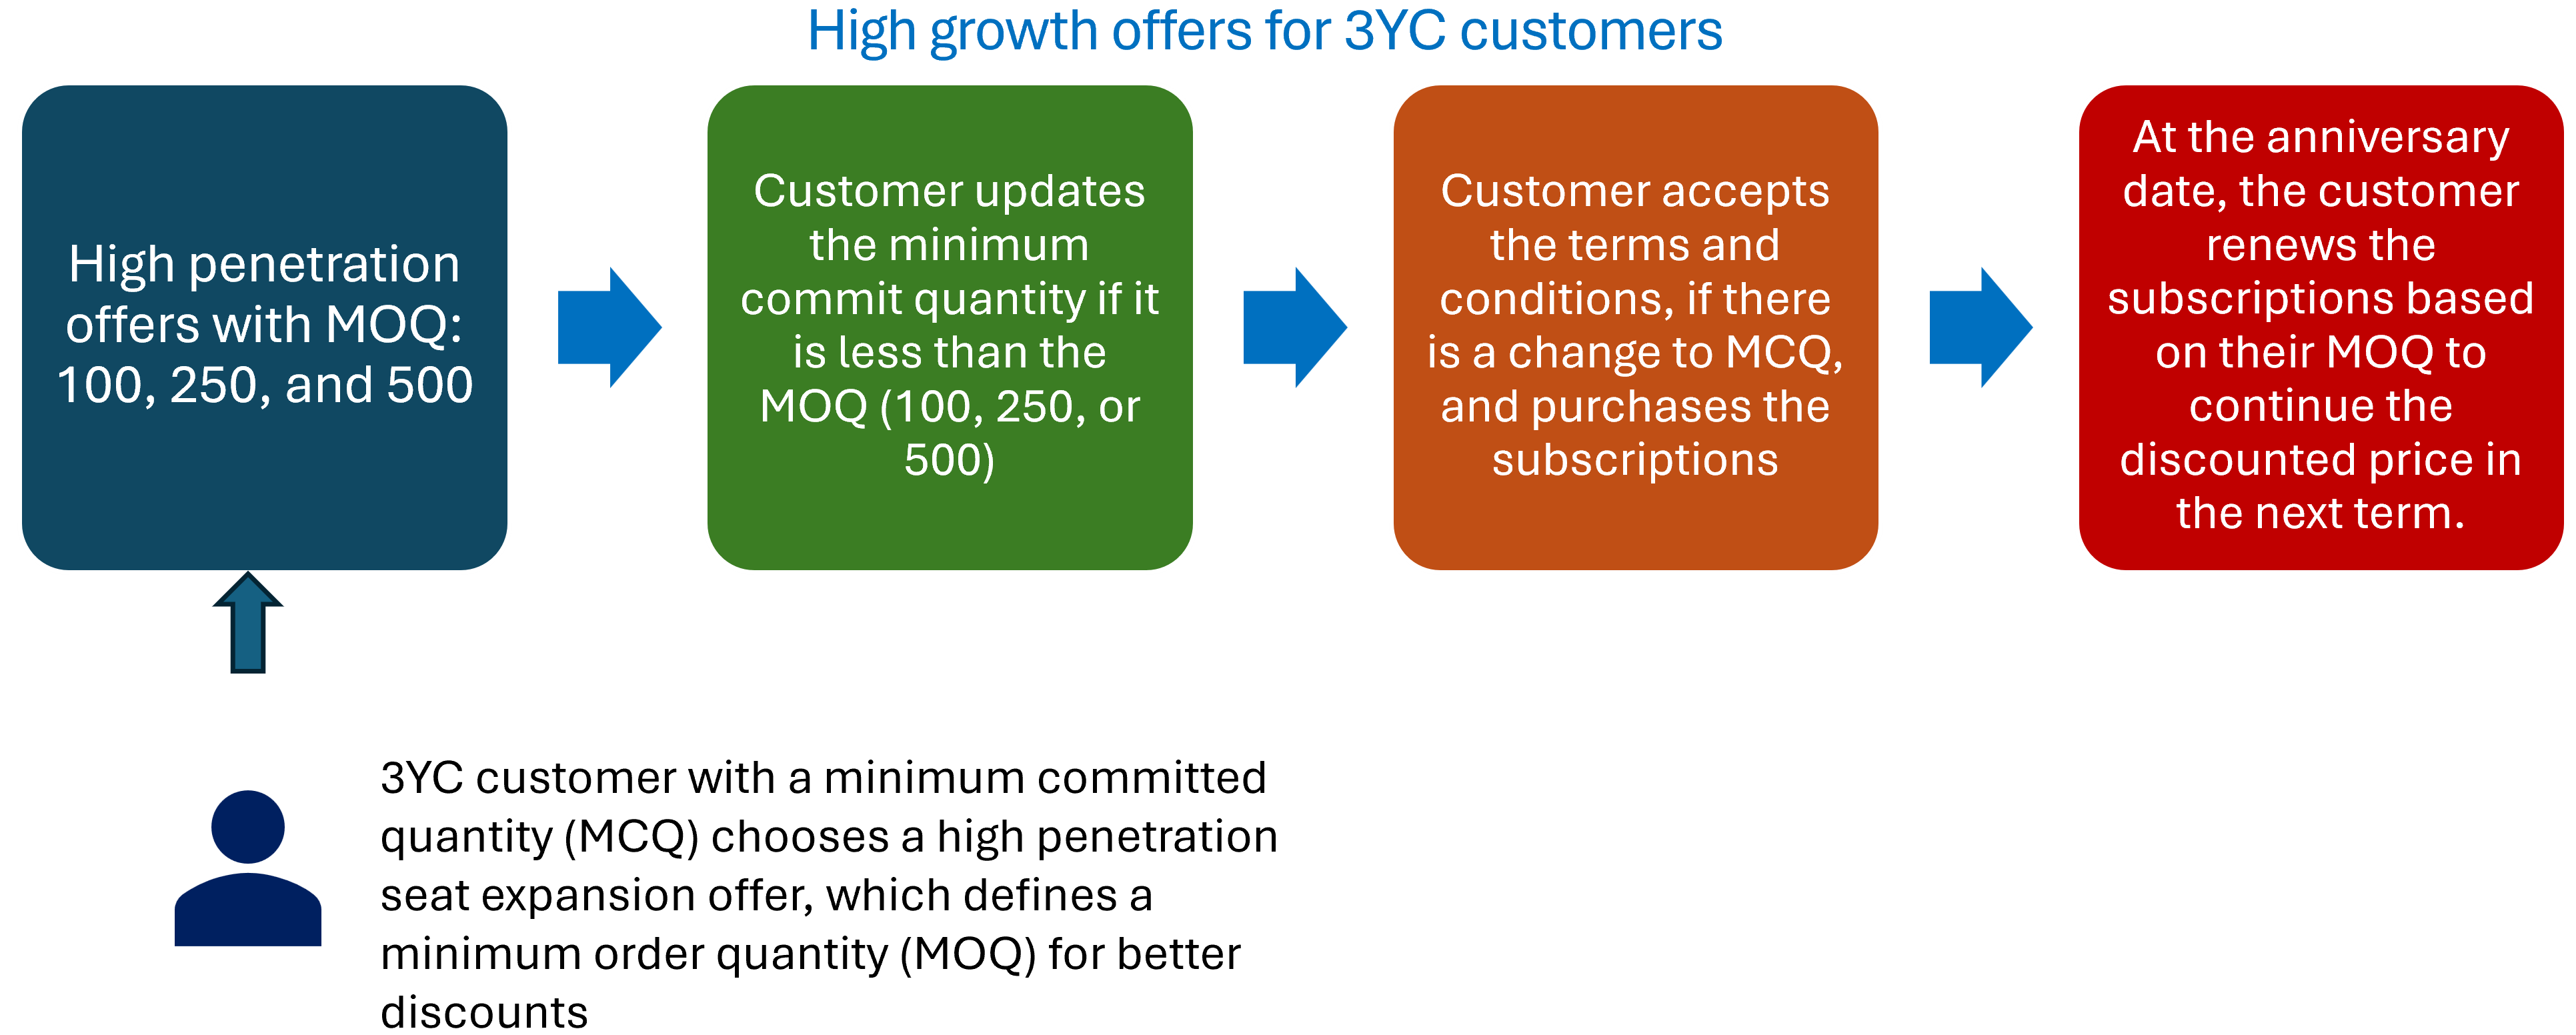 High growth offers for 3YC customers
High penetration
offers with MOQ:
100, 250, and 500
Customer updates
the minimum
commit quantity if it
is less than the
MOQ (100, 250, or
500)
Customer accepts
the terms and
conditions, if there
is a change to MCQ,
and purchases the
subscriptions
At the anniversary
date, the customer
renews the
subscriptions based
on their MOQ to
continue the
discounted price in
the next term.
3YC customer with a minimum committed
quantity (MCQ) chooses a high penetration
seat expansion offer, which defines a
minimum order quantity (MOQ) for better
discounts